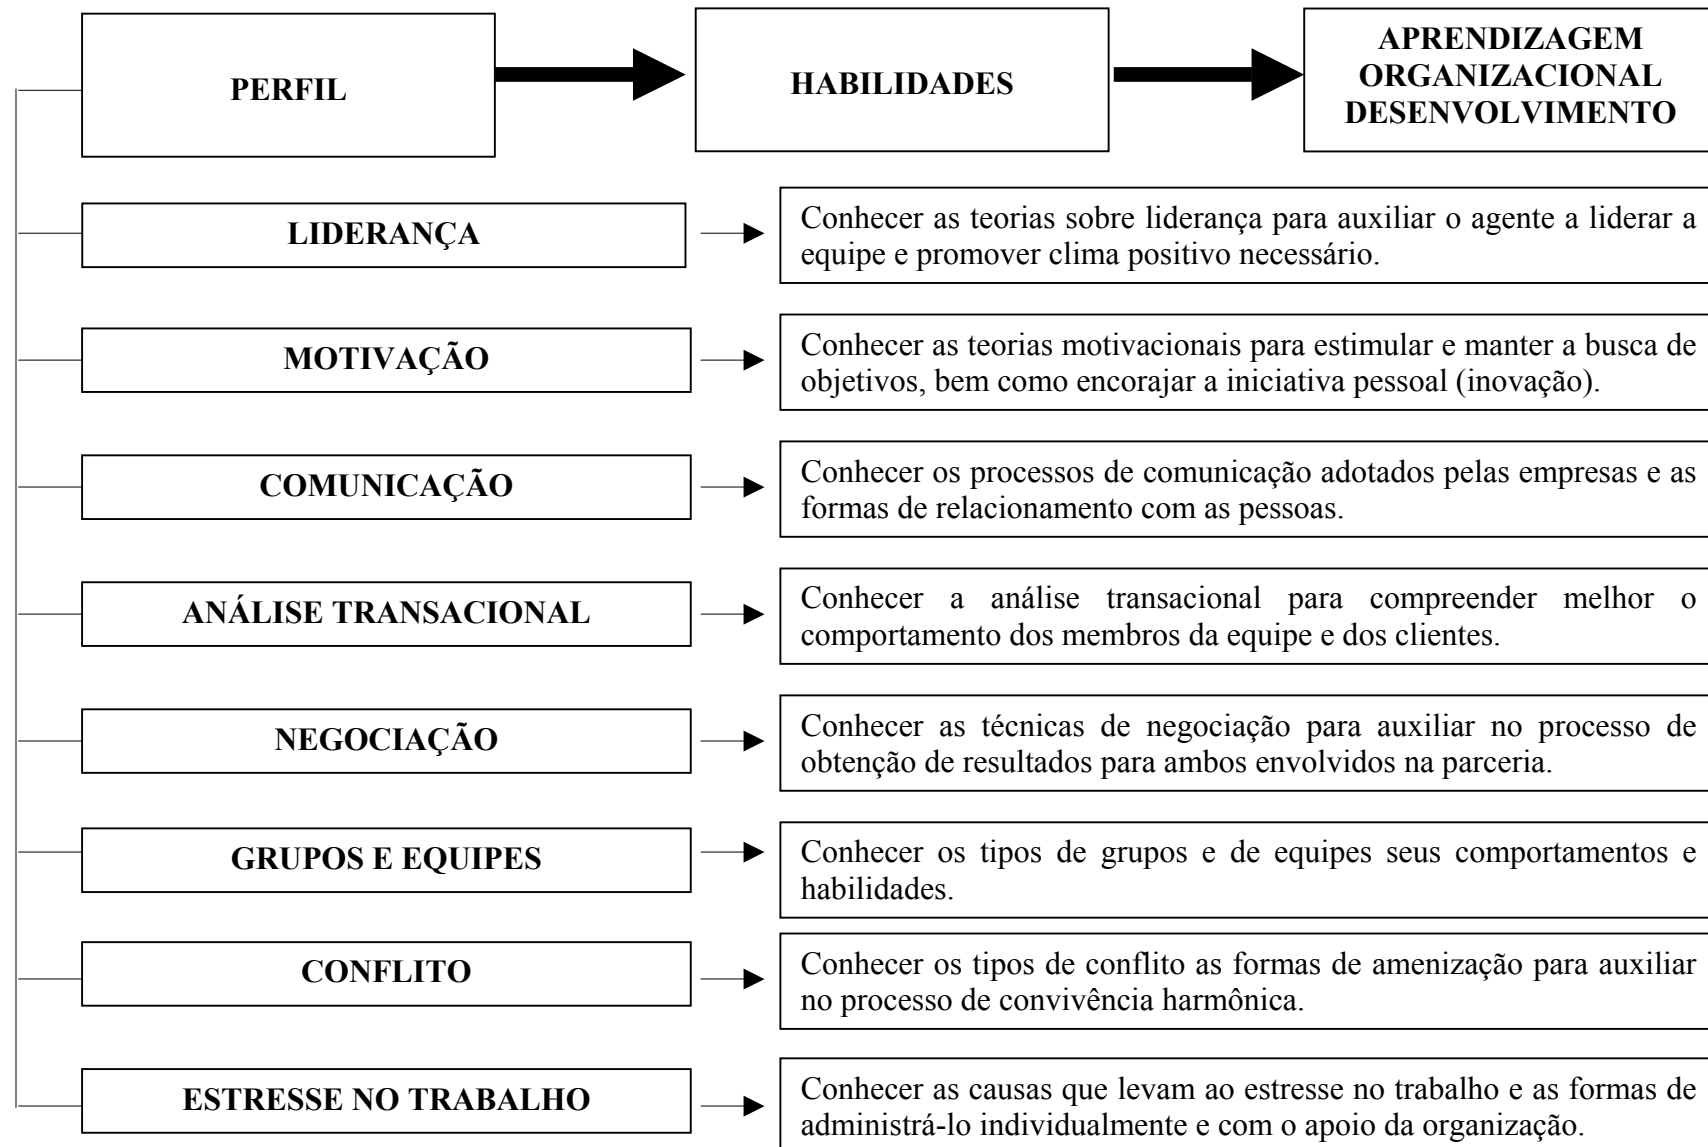 PERFIL
HABILIDADES
APRENDIZAGEM
ORGANIZACIONAL
DESENVOLVIMENTO
LIDERANÇA
Conhecer as teorias sobre liderança para auxiliar o agente a liderar a
equipe e promover clima positivo necessário.
MOTIVAÇÃO
Conhecer as teorias motivacionais para estimular e manter a busca de
objetivos, bem como encorajar a iniciativa pessoal (inovação).
COMUNICAÇÃO
Conhecer os processos de comunicação adotados pelas empresas e as
formas de relacionamento com as pessoas.
ANÁLISE TRANSACIONAL
Conhecer a análise transacional para compreender melhor o
comportamento dos membros da equipe e dos clientes.
NEGOCIAÇÃO
Conhecer as técnicas de negociação para auxiliar no processo de
obtenção de resultados para ambos envolvidos na parceria.
GRUPOS E EQUIPES
Conhecer os tipos de grupos e de equipes seus comportamentos e
habilidades.
CONFLITO
Conhecer os tipos de conflito as formas de amenização para auxiliar
no processo de convivência harmônica.
ESTRESSE NO TRABALHO
Conhecer as causas que levam ao estresse no trabalho e as formas de
administrá-lo individualmente e com o apoio da organização.